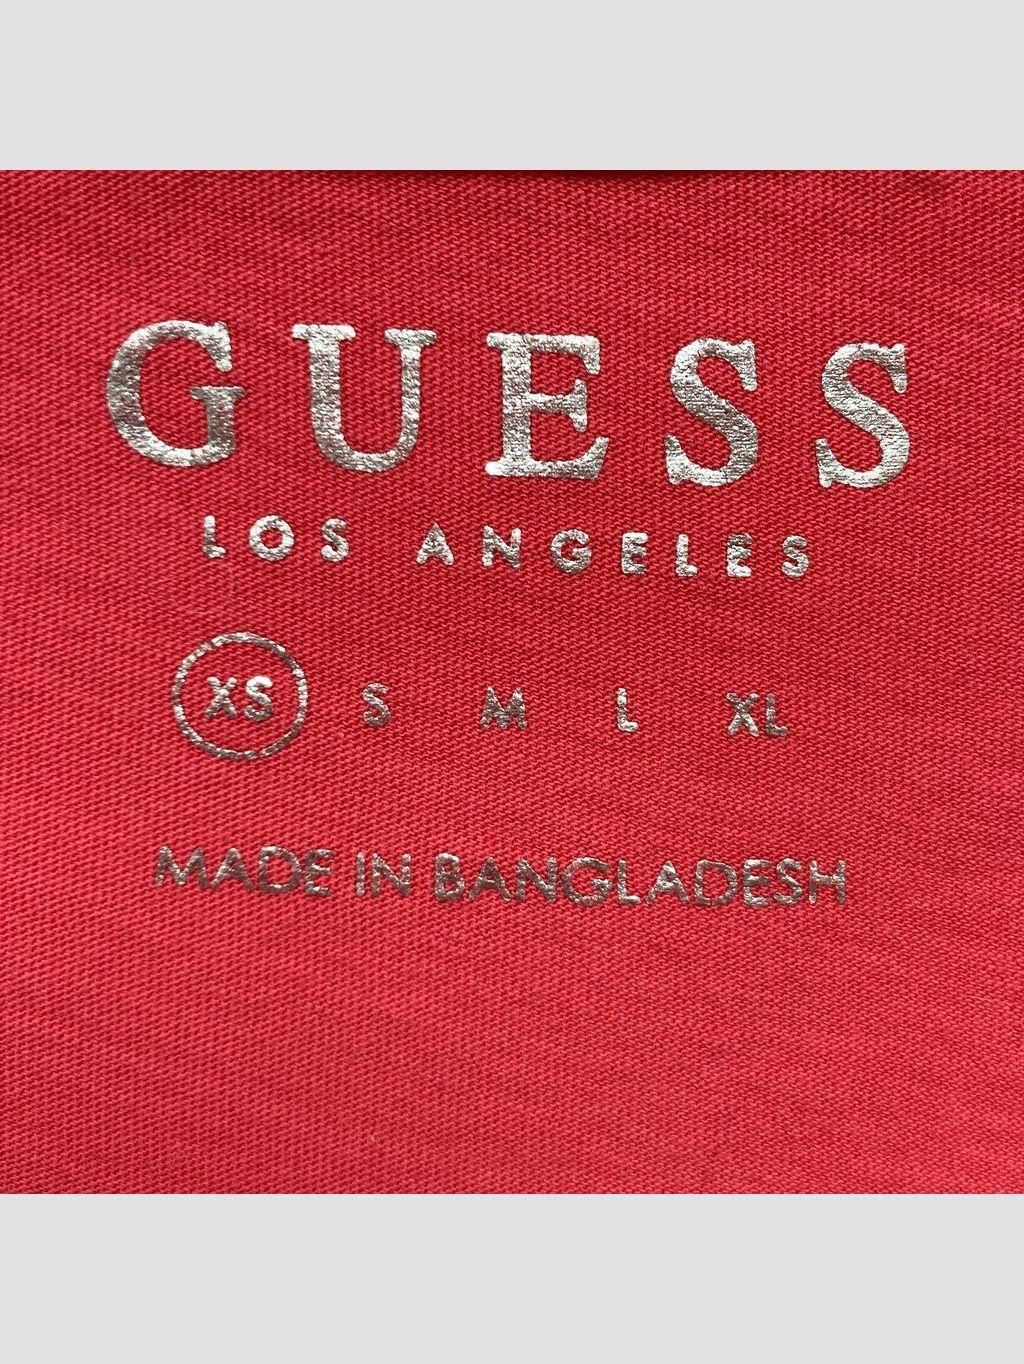 GUESS
LOS ANGELES
XS S M L XL
MADE IN BANGLADESH